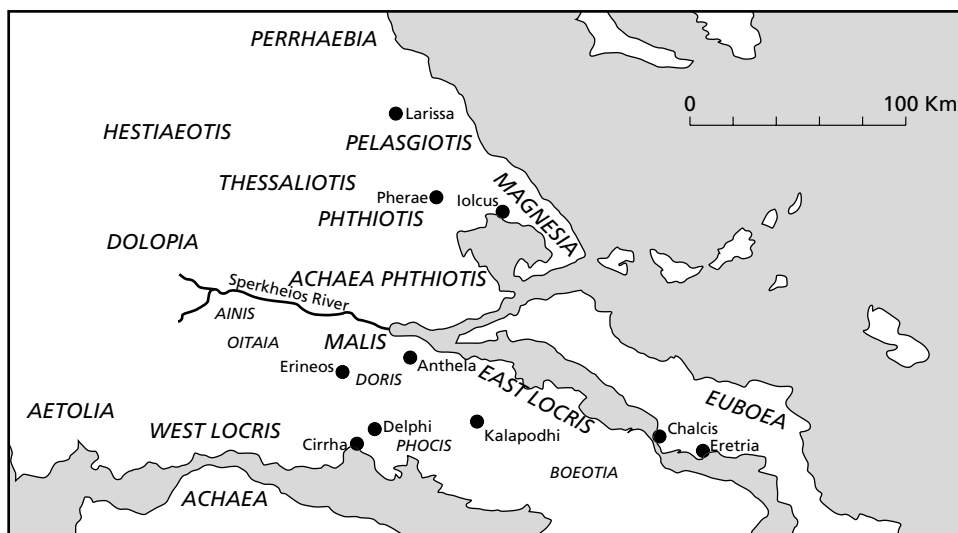 PERRHAEBIA
0 100 Km
Larissa
HESTIAEOTIS
PELASGIOTIS
THESSALIOTIS
MAGNESIA
Pherae
Iolcus
PHTHIOTIS
DOLOPIA
ACHAEA PHTHIOTIS
Sperkheios River
AINIS
OITAIA
MALIS
Erineos
Anthela
DORIS
EAST LOCRIS
EUBOEA
AETOLIA
WEST LOCRIS
Delphi
Kalapodhi
Chalcis
Cirrha
PHOCIS
Eretria
BOEOTIA
ACHAEA